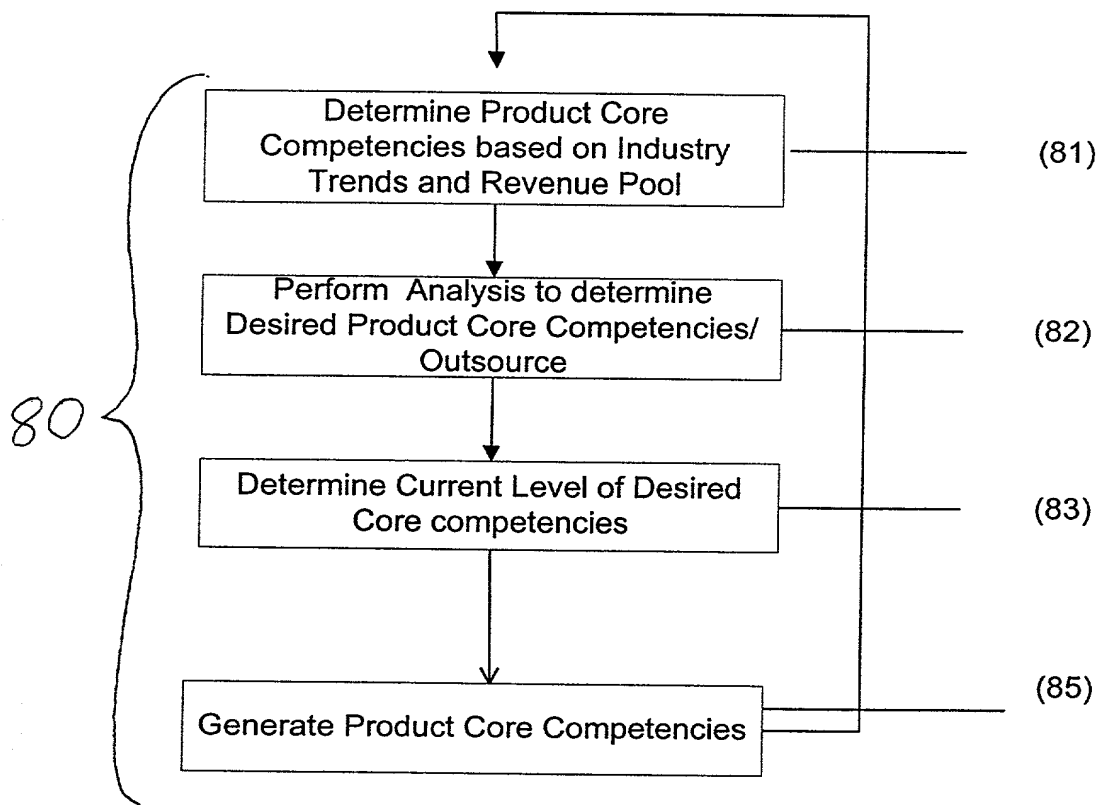 Determine Product Core
Competencies based on Industry
Trends and Revenue Pool
(81)
Perform Analysis to determine
Desired Product Core Competencies/
Outsource
(82)
80
Determine Current Level of Desired
Core competencies
(83)
Generate Product Core Competencies
(85)